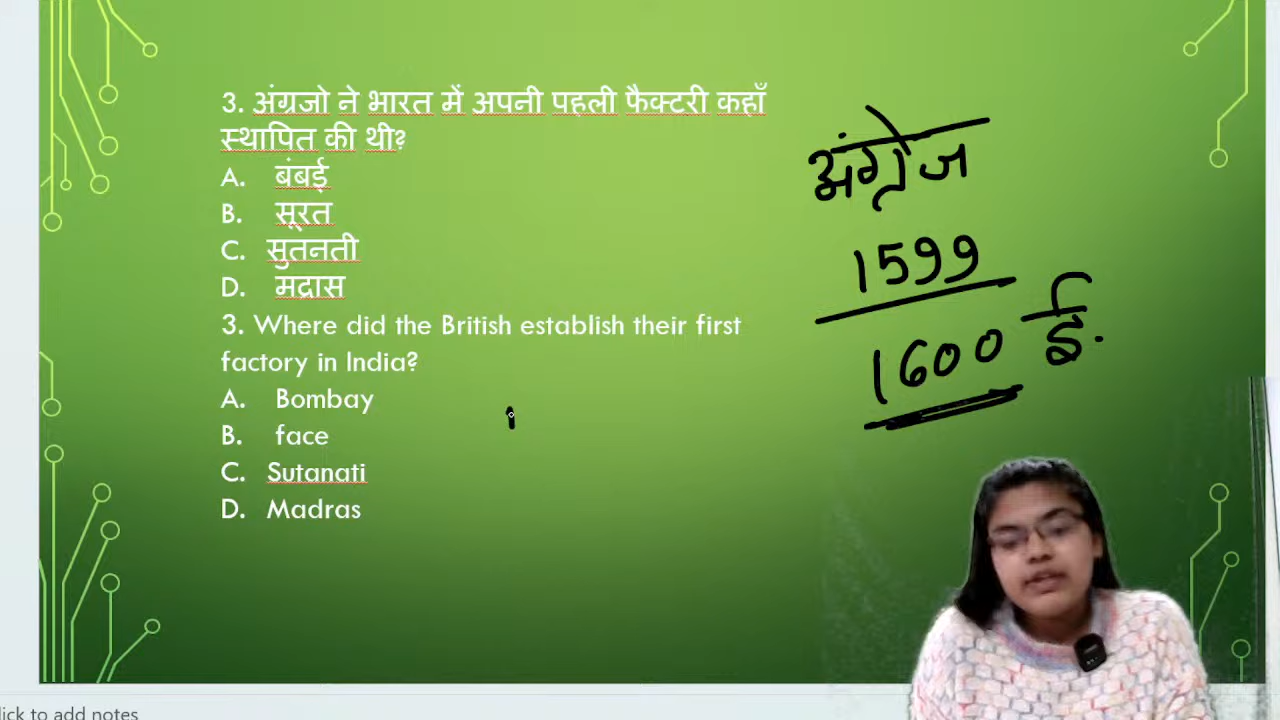 3. अंग्रजो ने भारत में अपनी पहली फैक्टरी कहाँ
स्थापित की थी?
A. बंबई
B. सूरत
C. सुतनती
D. मद्रास
3. Where did the British establish their first
factory in India?
A. Bombay
B. face
C. Sutanati
D. Madras
अंग्रेज
1599
1600 ई.
lick to add notes